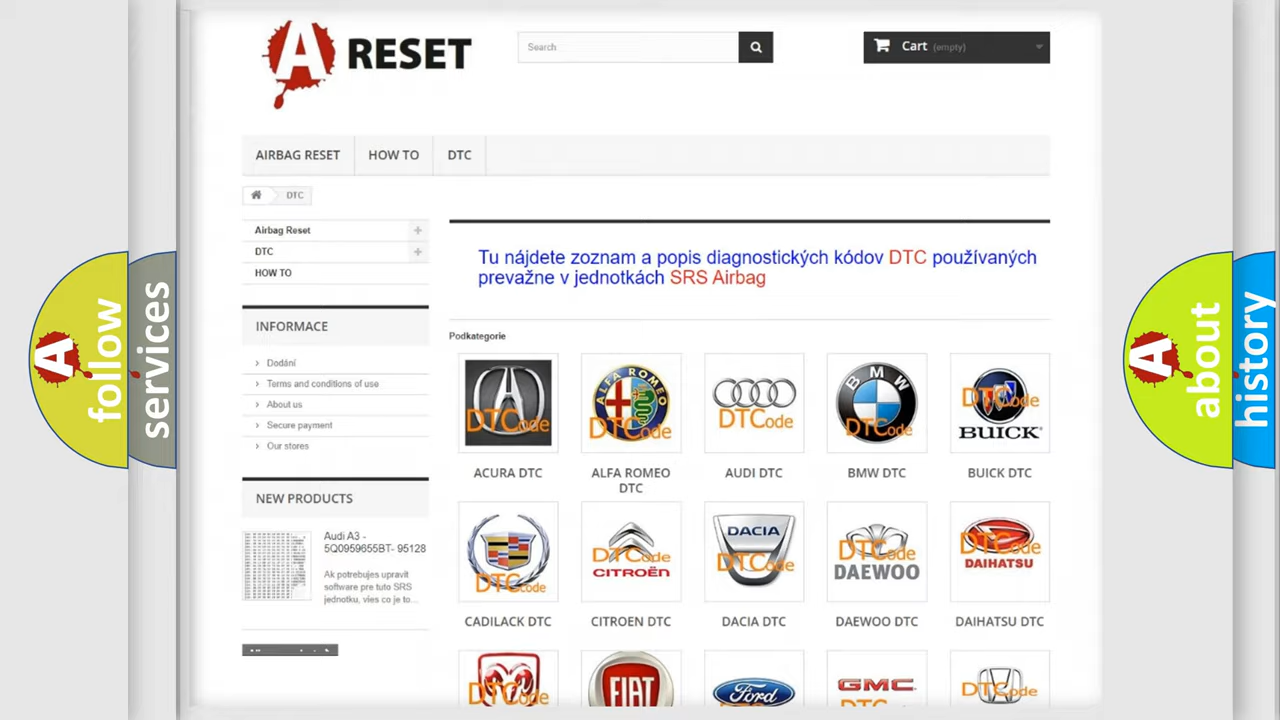 A RESET
Search
Cart (empty)
AIRBAG RESET
HOW TO
DTC
DTC
Airbag Reset
DTC
HOW TO
Tu nájdete zoznam a popis diagnostických kódov DTC používaných
prevažne v jednotkách SRS Airbag
INFORMACE
Dodání
Terms and conditions of use
About us
Secure payment
Our stores
Podkategorie
DTCode
ALFA ROMEO
DTCode
DTCode
BMW
DTCode
DTCode
BUICK
ACURA DTC
ALFA ROMEO
DTC
AUDI DTC
BMW DTC
BUICK DTC
NEW PRODUCTS
Audi A3 -
5Q0959655BT- 95128
Ak potrebujes upravit
software pre tuto SRS
jednotku, vies co je to...
DTCode
DTCode
CITROËN
DACIA
DTCode
DTCode
DAEWOO
DTCode
DAIHATSU
CADILACK DTC
CITROEN DTC
DACIA DTC
DAEWOO DTC
DAIHATSU DTC
DTCode
FIAT
Ford
GMC
DTCode
A follow
services
A about
history